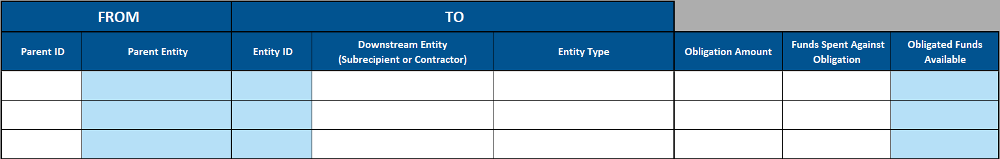 FROM
TO
Parent ID
Parent Entity
Entity ID
Downstream Entity
(Subrecipient or Contractor)
Entity Type
Obligation Amount
Funds Spent Against
Obligation
Obligated Funds
Available